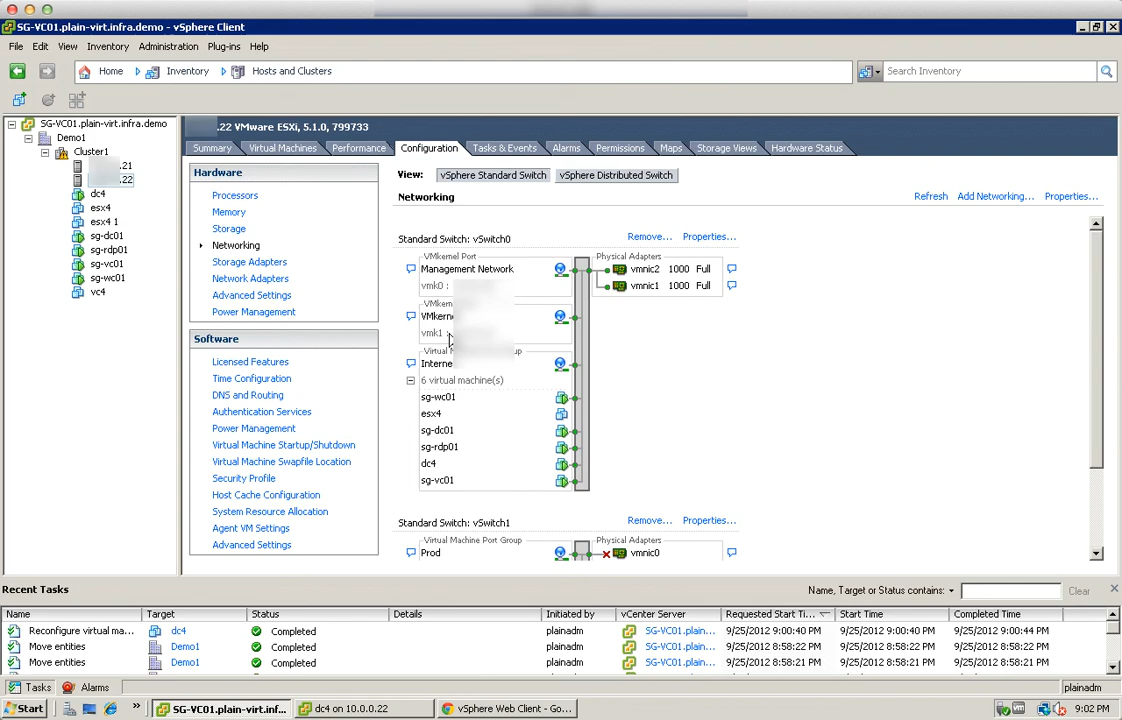 SG-VC01.plain-virt.infra.demo - vSphere Client
File Edit View Inventory Administration Plug-ins Help
Home Inventory Hosts and Clusters
Search Inventory
SG-VC01.plain-virt.infra.demo
Demo1
Cluster1
.21
.22
dc4
esx4
esx4 1
sg-dc01
sg-rdp01
sg-vc01
sg-wc01
vc4
.22 VMware ESXi, 5.1.0, 799733
Summary Virtual Machines Performance Configuration Tasks & Events Alarms Permissions Maps Storage Views Hardware Status
Hardware
Processors
Memory
Storage
Networking
Storage Adapters
Network Adapters
Advanced Settings
Power Management
Software
Licensed Features
Time Configuration
DNS and Routing
Authentication Services
Power Management
Virtual Machine Startup/Shutdown
Virtual Machine Swapfile Location
Security Profile
Host Cache Configuration
System Resource Allocation
Agent VM Settings
Advanced Settings
View: vSphere Standard Switch vSphere Distributed Switch
Networking
Refresh Add Networking... Properties...
Standard Switch: vSwitch0 Remove... Properties...
VMkernel Port
Management Network
vmk0 :
Physical Adapters
vmnic2 1000 Full
vmnic1 1000 Full
vmk1 :
6 virtual machine(s)
sg-wc01
esx4
sg-dc01
sg-rdp01
dc4
sg-vc01
Standard Switch: vSwitch1 Remove... Properties...
Virtual Machine Port Group
Prod
Physical Adapters
vmnic0
Recent Tasks
Name, Target or Status contains: Clear
Name Target Status Details Initiated by vCenter Server Requested Start Ti... Start Time Completed Time
Reconfigure virtual ma... dc4 Completed plainadm SG-VC01.plain... 9/25/2012 9:00:40 PM 9/25/2012 9:00:40 PM 9/25/2012 9:00:44 PM
Move entities Demo1 Completed plainadm SG-VC01.plain... 9/25/2012 8:58:22 PM 9/25/2012 8:58:22 PM 9/25/2012 8:58:22 PM
Move entities Demo1 Completed plainadm SG-VC01.plain... 9/25/2012 8:58:21 PM 9/25/2012 8:58:21 PM 9/25/2012 8:58:22 PM
Tasks Alarms
plainadm
Start SG-VC01.plain-virt.inf... dc4 on 10.0.0.22 vSphere Web Client - Go... 9:02 PM